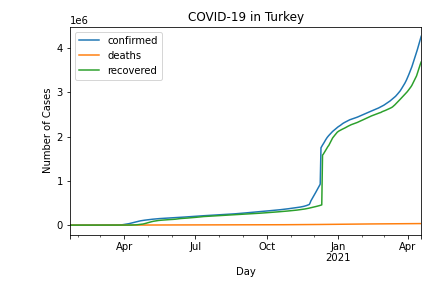 COVID-19 in Turkey
1e6
confirmed
deaths
recovered
4
3
2
1
0
Number of Cases
Apr
Jul
Oct
Jan
2021
Apr
Day